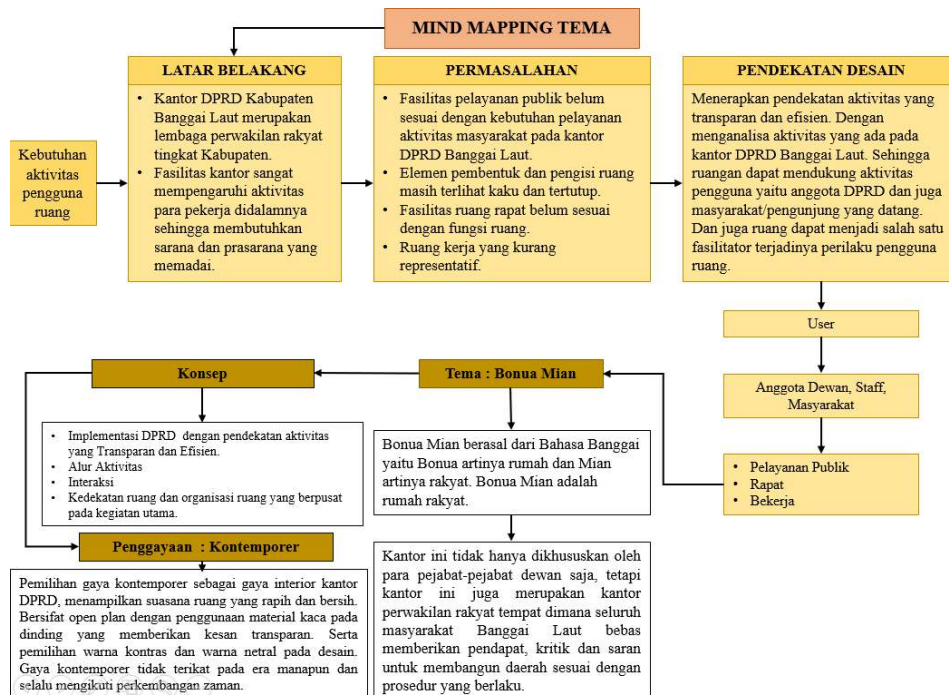 MIND MAPPING TEMA
Kebutuhan
aktivitas
pengguna
ruang
LATAR BELAKANG
• Kantor DPRD Kabupaten
Banggai Laut merupakan
lembaga perwakilan rakyat
tingkat Kabupaten.
• Fasilitas kantor sangat
mempengaruhi aktivitas
para pekerja didalamnya
sehingga membutuhkan
sarana dan prasarana yang
memadai.
PERMASALAHAN
• Fasilitas pelayanan publik belum
sesuai dengan kebutuhan pelayanan
aktivitas masyarakat pada kantor
DPRD Banggai Laut.
• Elemen pembentuk dan pengisi ruang
masih terlihat kaku dan tertutup.
• Fasilitas ruang rapat belum sesuai
dengan fungsi ruang.
• Ruang kerja yang kurang
representatif.
PENDEKATAN DESAIN
Menerapkan pendekatan aktivitas yang
transparan dan efisien. Dengan
menganalisa aktivitas yang ada pada
kantor DPRD Banggai Laut. Sehingga
ruangan dapat mendukung aktivitas
pengguna yaitu anggota DPRD dan juga
masyarakat/pengunjung yang datang.
Dan juga ruang dapat menjadi salah satu
fasilitator terjadinya perilaku pengguna
ruang.
User
Anggota Dewan, Staff,
Masyarakat
• Pelayanan Publik
• Rapat
• Bekerja
Tema : Bonua Mian
Bonua Mian berasal dari Bahasa Banggai
yaitu Bonua artinya rumah dan Mian
artinya rakyat. Bonua Mian adalah
rumah rakyat.
Kantor ini tidak hanya dikhususkan oleh
para pejabat-pejabat dewan saja, tetapi
kantor ini juga merupakan kantor
perwakilan rakyat tempat dimana seluruh
masyarakat Banggai Laut bebas
memberikan pendapat, kritik dan saran
untuk membangun daerah sesuai dengan
prosedur yang berlaku.
Konsep
• Implementasi DPRD dengan pendekatan aktivitas
yang Transparan dan Efisien.
• Alur Aktivitas
• Interaksi
• Kedekatan ruang dan organisasi ruang yang berpusat
pada kegiatan utama.
Penggayaan : Kontemporer
Pemilihan gaya kontemporer sebagai gaya interior kantor
DPRD, menampilkan suasana ruang yang rapih dan bersih.
Bersifat open plan dengan penggunaan material kaca pada
dinding yang memberikan kesan transparan. Serta
pemilihan warna kontras dan warna netral pada desain.
Gaya kontemporer tidak terikat pada era manapun dan
selalu mengikuti perkembangan zaman.